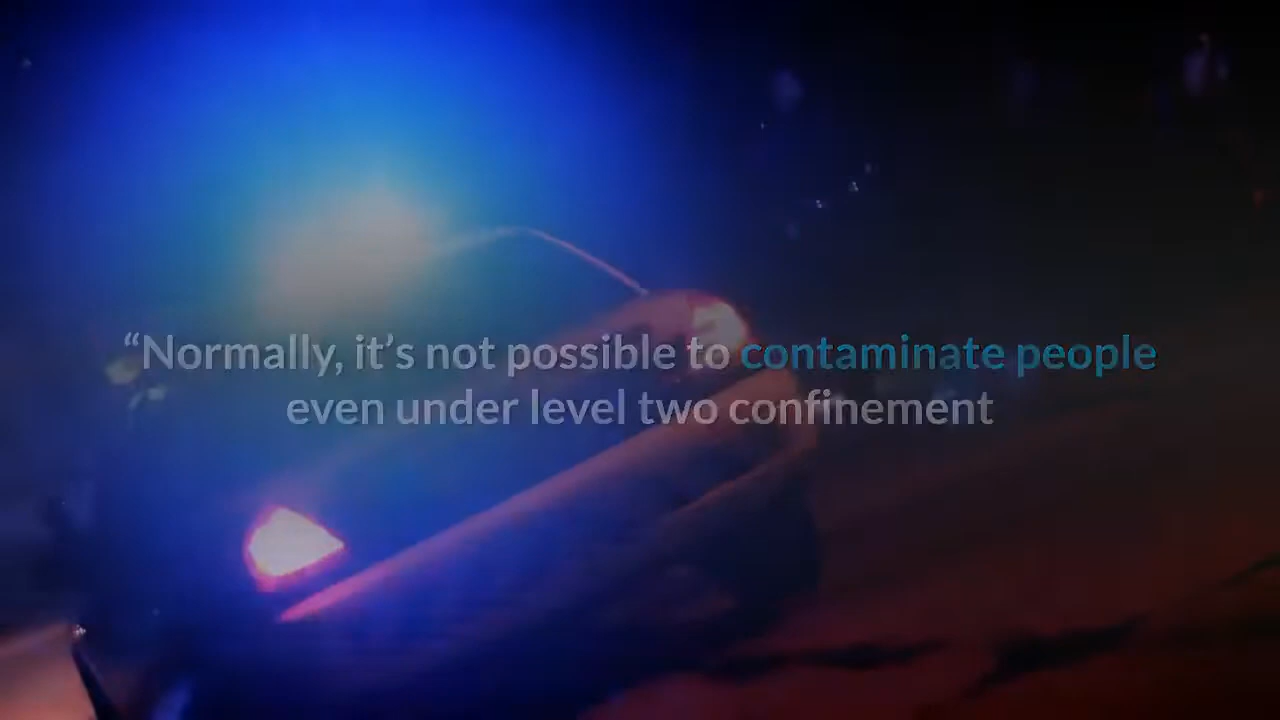 “Normally, it’s not possible to contaminate people
even under level two confinement